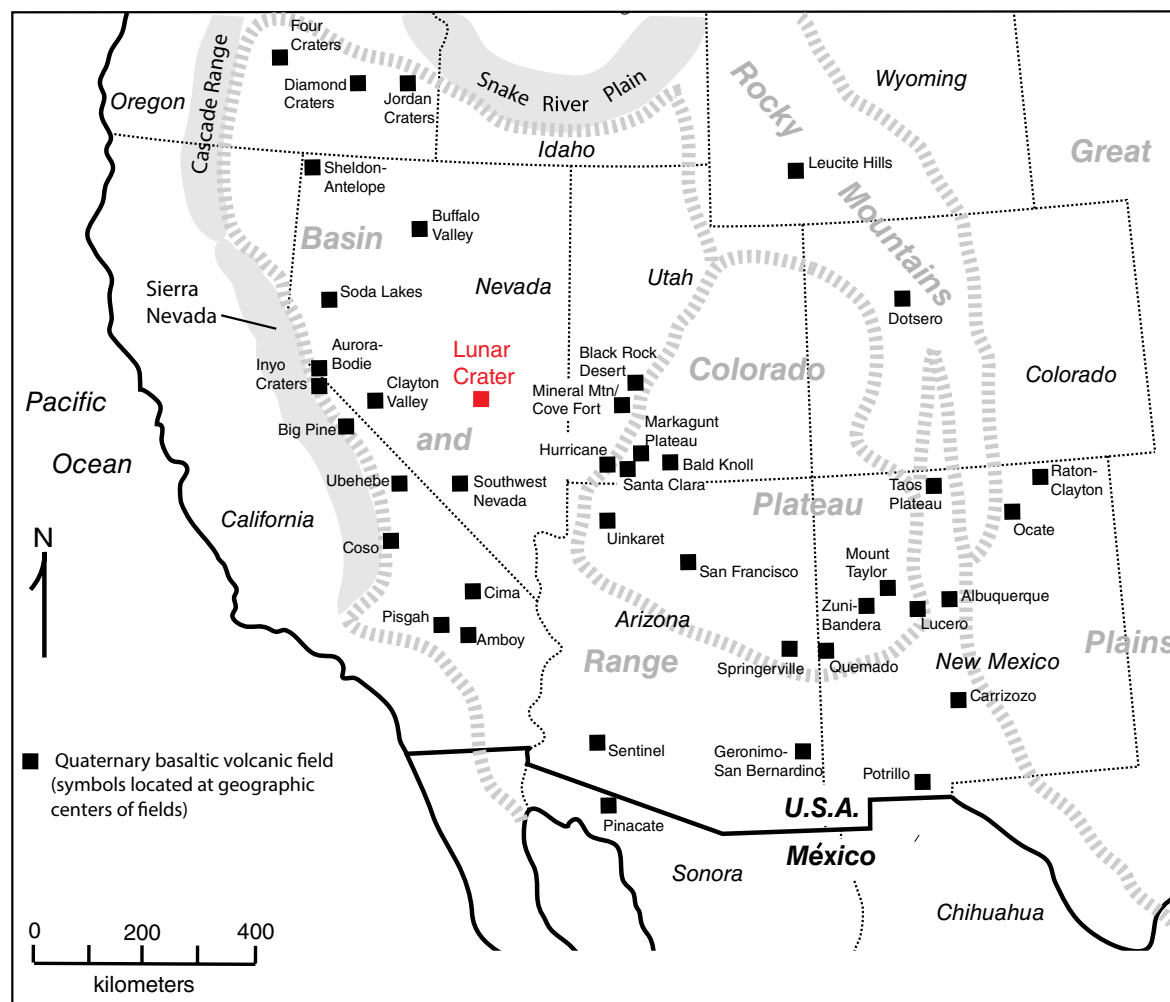 Four
Craters
Cascade Range
Oregon
Diamond
Craters
Jordan
Craters
Snake River Plain
Idaho
Rocky
Mountains
Wyoming
Great
Plains
Leucite Hills
Sheldon-
Antelope
Buffalo
Valley
Basin
and
Range
Nevada
Utah
Sierra
Nevada
Soda Lakes
Dotsero
Aurora-
Bodie
Inyo
Craters
Lunar
Crater
Clayton
Valley
Black Rock
Desert
Mineral Mtn/
Cove Fort
Colorado
Plateau
Colorado
Pacific
Ocean
Big Pine
Markagunt
Plateau
Hurricane
Bald Knoll
Santa Clara
Ubehebe
Southwest
Nevada
Taos
Plateau
Raton-
Clayton
Ocate
California
Uinkaret
Coso
San Francisco
Mount
Taylor
N
Cima
Zuni-
Bandera
Albuquerque
Lucero
Pisgah
Amboy
Arizona
Springerville
Quemado
New Mexico
Carrizozo
Sentinel
Geronimo-
San Bernardino
Potrillo
Pinacate
U.S.A.
México
Sonora
Chihuahua
Quaternary basaltic volcanic field
(symbols located at geographic
centers of fields)
0 200 400
kilometers